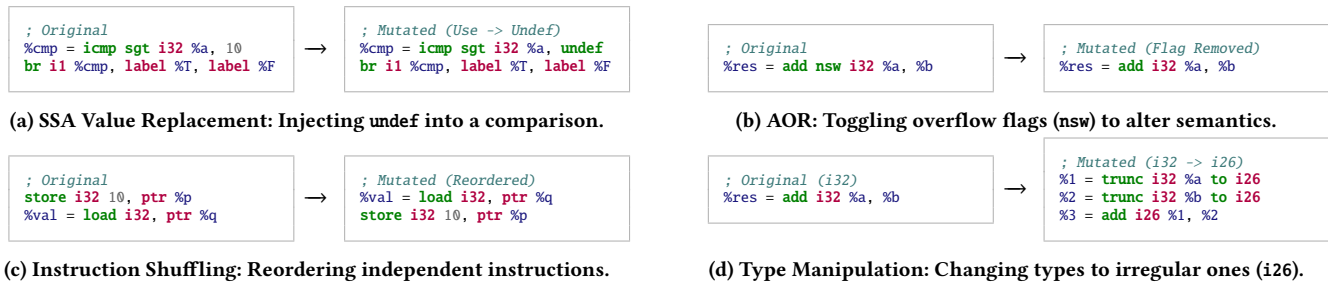 ; Original
%cmp = icmp sgt i32 %a, 10
br i1 %cmp, label %T, label %F
→
; Mutated (Use -> Undef)
%cmp = icmp sgt i32 %a, undef
br i1 %cmp, label %T, label %F
(a) SSA Value Replacement: Injecting undef into a comparison.
; Original
%res = add nsw i32 %a, %b
→
; Mutated (Flag Removed)
%res = add i32 %a, %b
(b) AOR: Toggling overflow flags (nsw) to alter semantics.
; Original
store i32 10, ptr %p
%val = load i32, ptr %q
→
; Mutated (Reordered)
%val = load i32, ptr %q
store i32 10, ptr %p
(c) Instruction Shuffling: Reordering independent instructions.
; Original (i32)
%res = add i32 %a, %b
→
; Mutated (i32 -> i26)
%1 = trunc i32 %a to i26
%2 = trunc i32 %b to i26
%3 = add i26 %1, %2
(d) Type Manipulation: Changing types to irregular ones (i26).